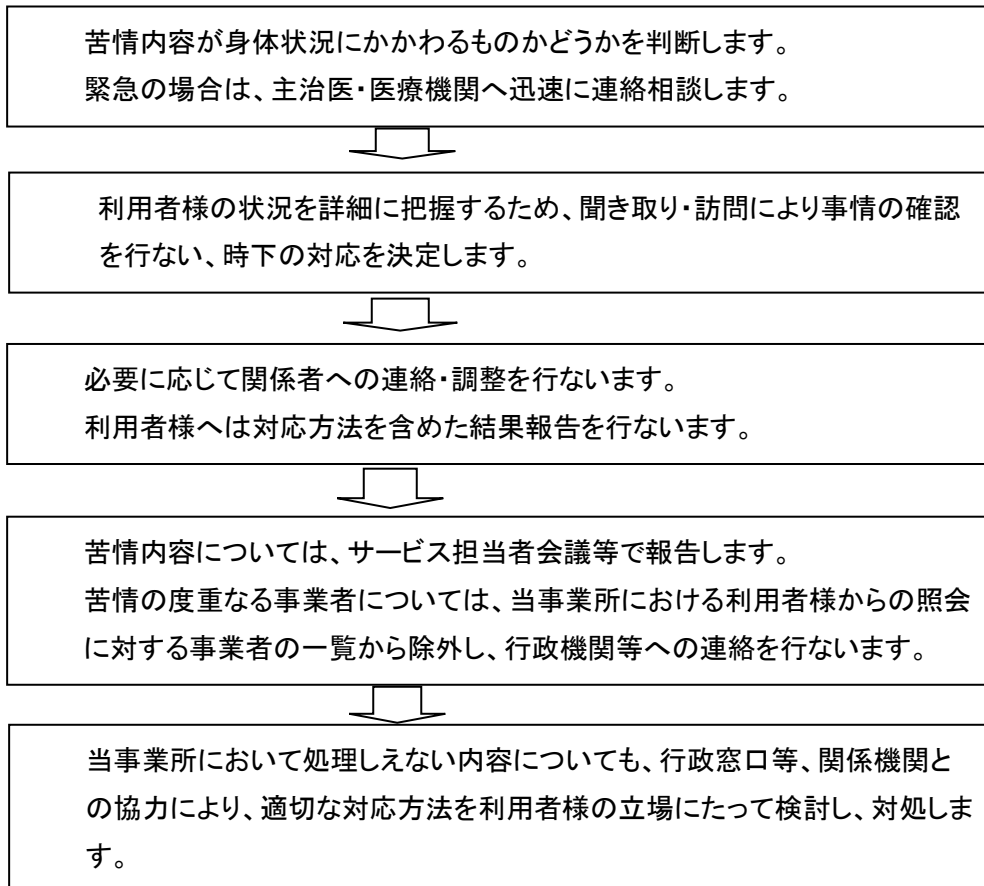 苦情内容が身体状況にかかわるものかどうかを判断します。
緊急の場合は、主治医・医療機関へ迅速に連絡相談します。
利用者様の状況を詳細に把握するため、聞き取り・訪問により事情の確認
を行ない、時下の対応を決定します。
必要に応じて関係者への連絡・調整を行ないます。
利用者様へは対応方法を含めた結果報告を行ないます。
苦情内容については、サービス担当者会議等で報告します。
苦情の度重なる事業者については、当事業所における利用者様からの照会
に対する事業者の一覧から除外し、行政機関等への連絡を行ないます。
当事業所において処理しえない内容についても、行政窓口等、関係機関と
の協力により、適切な対応方法を利用者様の立場にたって検討し、対処しま
す。